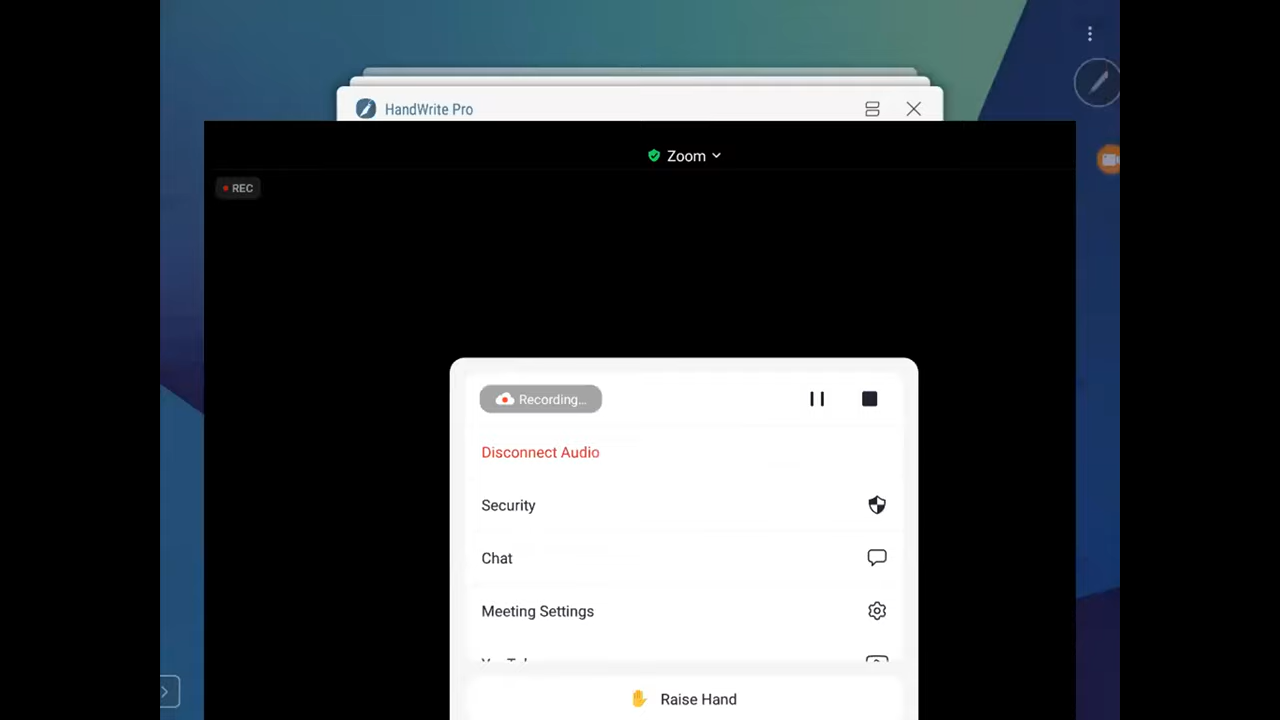 HandWrite Pro
Zoom
REC
Recording...
Disconnect Audio
Security
Chat
Meeting Settings
Raise Hand